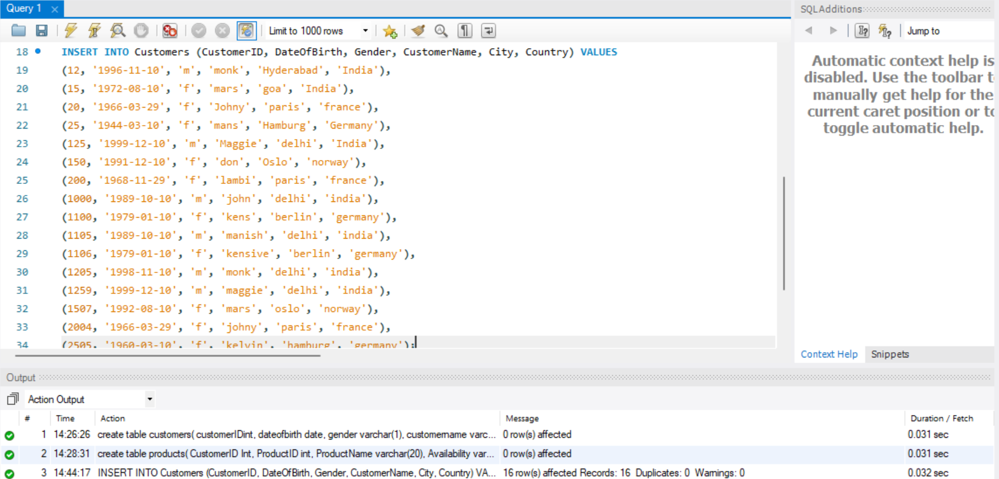 Query 1
SQLAdditions
Limit to 1000 rows
Jump to
18 INSERT INTO Customers (CustomerID, DateOfBirth, Gender, CustomerName, City, Country) VALUES
19 (12, '1996-11-10', 'm', 'monk', 'Hyderabad', 'India'),
20 (15, '1972-08-10', 'f', 'mars', 'goa', 'India'),
21 (20, '1966-03-29', 'f', 'Johny', 'paris', 'france'),
22 (25, '1944-03-10', 'f', 'mans', 'Hamburg', 'Germany'),
23 (125, '1999-12-10', 'm', 'Maggie', 'delhi', 'India'),
24 (150, '1991-12-10', 'f', 'don', 'Oslo', 'norway'),
25 (200, '1968-11-29', 'f', 'lambi', 'paris', 'france'),
26 (1000, '1989-10-10', 'm', 'john', 'delhi', 'india'),
27 (1100, '1979-01-10', 'f', 'kens', 'berlin', 'germany'),
28 (1105, '1989-10-10', 'm', 'manish', 'delhi', 'india'),
29 (1106, '1979-01-10', 'f', 'kensive', 'berlin', 'germany'),
30 (1205, '1998-11-10', 'm', 'monk', 'delhi', 'india'),
31 (1259, '1999-12-10', 'm', 'maggie', 'delhi', 'india'),
32 (1507, '1992-08-10', 'f', 'mars', 'oslo', 'norway'),
33 (2004, '1966-03-29', 'f', 'johny', 'paris', 'france'),
34 (2505, '1960-03-10', 'f', 'kelvin', 'hamburg', 'germany');
Automatic context help is
disabled. Use the toolbar t
manually get help for the
current caret position or to
toggle automatic help.
Context Help Snippets
Output
Action Output
# Time Action Message Duration / Fetch
1 14:26:26 create table customers( customerIDint, dateofbirth date, gender varchar(1), customername varc... 0 row(s) affected 0.031 sec
2 14:28:31 create table products( CustomerID Int, ProductID int, ProductName varchar(20), Availability var... 0 row(s) affected 0.031 sec
3 14:44:17 INSERT INTO Customers (CustomerID, DateOfBirth, Gender, CustomerName, City, Country) VA... 16 row(s) affected Records: 16 Duplicates: 0 Warnings: 0 0.032 sec